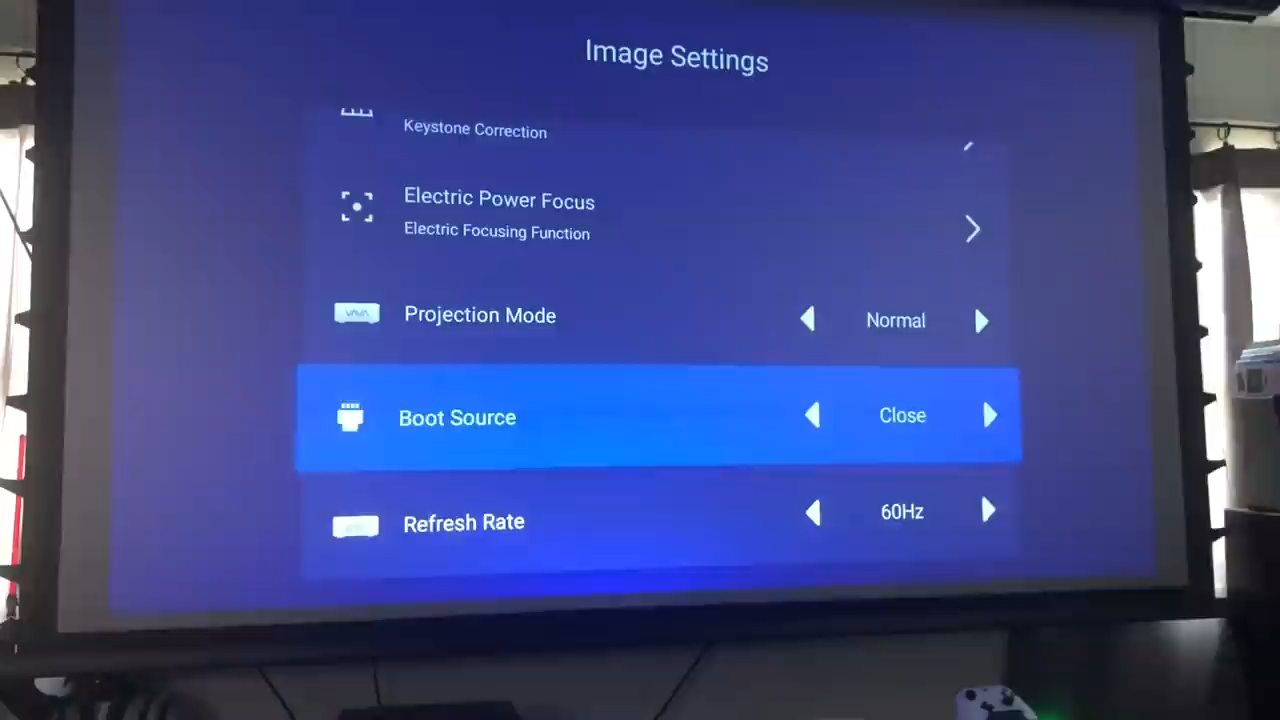 Image Settings
Keystone Correction
Electric Power Focus
Electric Focusing Function
VAVA
Projection Mode
Normal
Boot Source
Close
Refresh Rate
60Hz